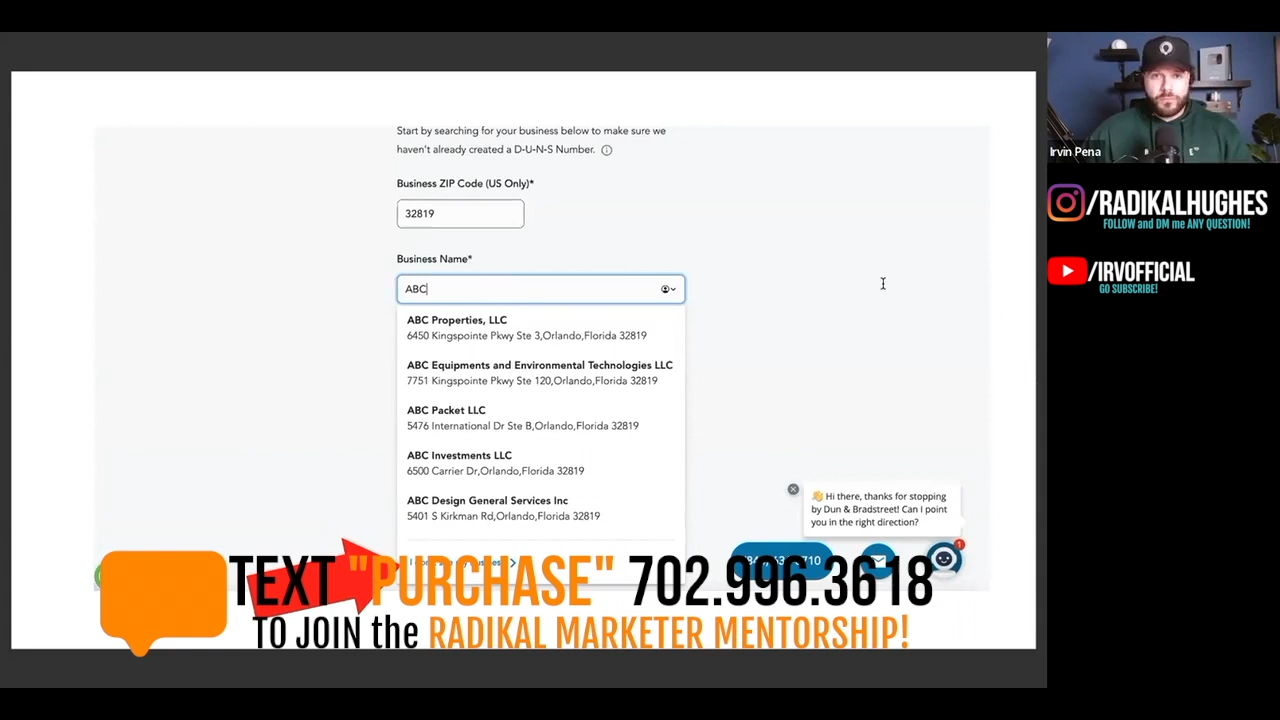 Start by searching for your business below to make sure we
haven't already created a D-U-N-S Number.
Business ZIP Code (US Only)*
32819
Business Name*
ABC
ABC Properties, LLC
6450 Kingspointe Pkwy Ste 3,Orlando,Florida 32819
ABC Equipments and Environmental Technologies LLC
7751 Kingspointe Pkwy Ste 120,Orlando,Florida 32819
ABC Packet LLC
5476 International Dr Ste B,Orlando,Florida 32819
ABC Investments LLC
6500 Carrier Dr,Orlando,Florida 32819
ABC Design General Services Inc
5401 S Kirkman Rd,Orlando,Florida 32819
Hi there, thanks for stopping
by Dun & Bradstreet! Can I point
you in the right direction?
1
TEXT "PURCHASE" 702.996.3618
TO JOIN the RADIKAL MARKETER MENTORSHIP!
Irvin Pena
/RADIKALHUGHES
FOLLOW and DM me ANY QUESTION!
/IRVOFFICIAL
GO SUBSCRIBE!